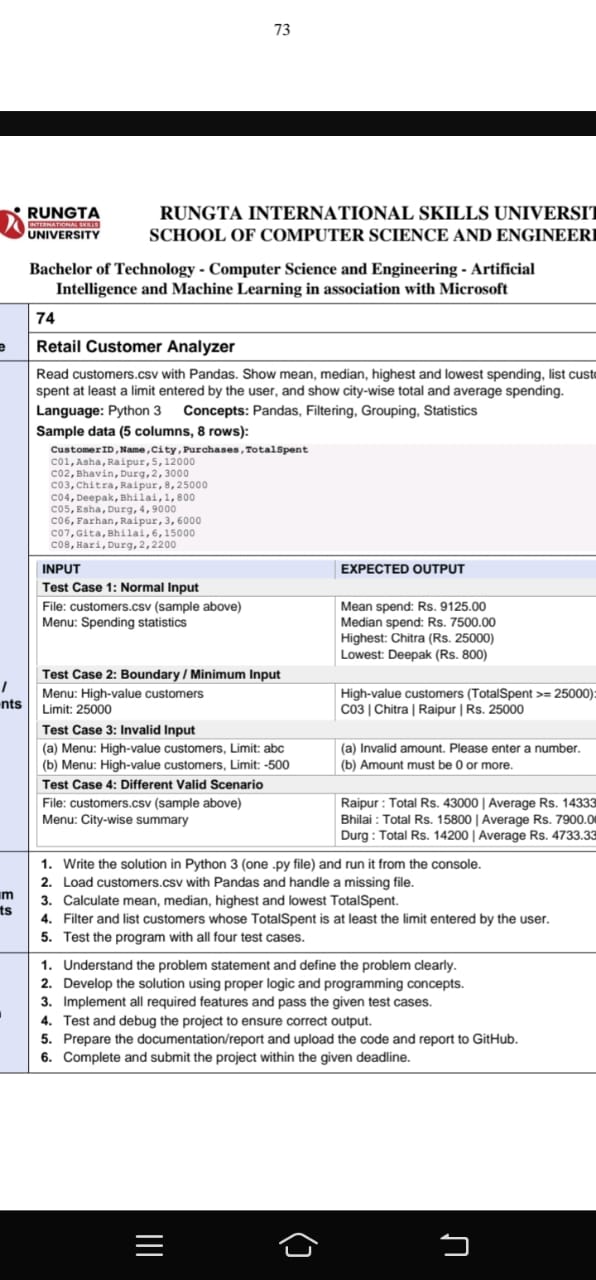 73
RUNGTA
INTERNATIONAL SKILLS
UNIVERSITY
RUNGTA INTERNATIONAL SKILLS UNIVERSIT
SCHOOL OF COMPUTER SCIENCE AND ENGINEERI
Bachelor of Technology - Computer Science and Engineering - Artificial
Intelligence and Machine Learning in association with Microsoft
74
e
Retail Customer Analyzer
Read customers.csv with Pandas. Show mean, median, highest and lowest spending, list custo
spent at least a limit entered by the user, and show city-wise total and average spending.
Language: Python 3 Concepts: Pandas, Filtering, Grouping, Statistics
Sample data (5 columns, 8 rows):
CustomerID,Name,City,Purchases,TotalSpent
C01,Asha,Raipur,5,12000
C02,Bhavin,Durg,2,3000
C03,Chitra,Raipur,8,25000
C04,Deepak,Bhilai,1,800
C05,Esha,Durg,4,9000
C06,Farhan,Raipur,3,6000
C07,Gita,Bhilai,6,15000
C08,Hari,Durg,2,2200
INPUT EXPECTED OUTPUT
Test Case 1: Normal Input
File: customers.csv (sample above) Mean spend: Rs. 9125.00
Menu: Spending statistics Median spend: Rs. 7500.00
Highest: Chitra (Rs. 25000)
Lowest: Deepak (Rs. 800)
Test Case 2: Boundary / Minimum Input
/
nts
Menu: High-value customers High-value customers (TotalSpent >= 25000):
Limit: 25000 C03 | Chitra | Raipur | Rs. 25000
Test Case 3: Invalid Input
(a) Menu: High-value customers, Limit: abc (a) Invalid amount. Please enter a number.
(b) Menu: High-value customers, Limit: -500 (b) Amount must be 0 or more.
Test Case 4: Different Valid Scenario
File: customers.csv (sample above) Raipur : Total Rs. 43000 | Average Rs. 14333
Menu: City-wise summary Bhilai : Total Rs. 15800 | Average Rs. 7900.0
Durg : Total Rs. 14200 | Average Rs. 4733.33
m
ts
1. Write the solution in Python 3 (one .py file) and run it from the console.
2. Load customers.csv with Pandas and handle a missing file.
3. Calculate mean, median, highest and lowest TotalSpent.
4. Filter and list customers whose TotalSpent is at least the limit entered by the user.
5. Test the program with all four test cases.
1. Understand the problem statement and define the problem clearly.
2. Develop the solution using proper logic and programming concepts.
3. Implement all required features and pass the given test cases.
4. Test and debug the project to ensure correct output.
5. Prepare the documentation/report and upload the code and report to GitHub.
6. Complete and submit the project within the given deadline.